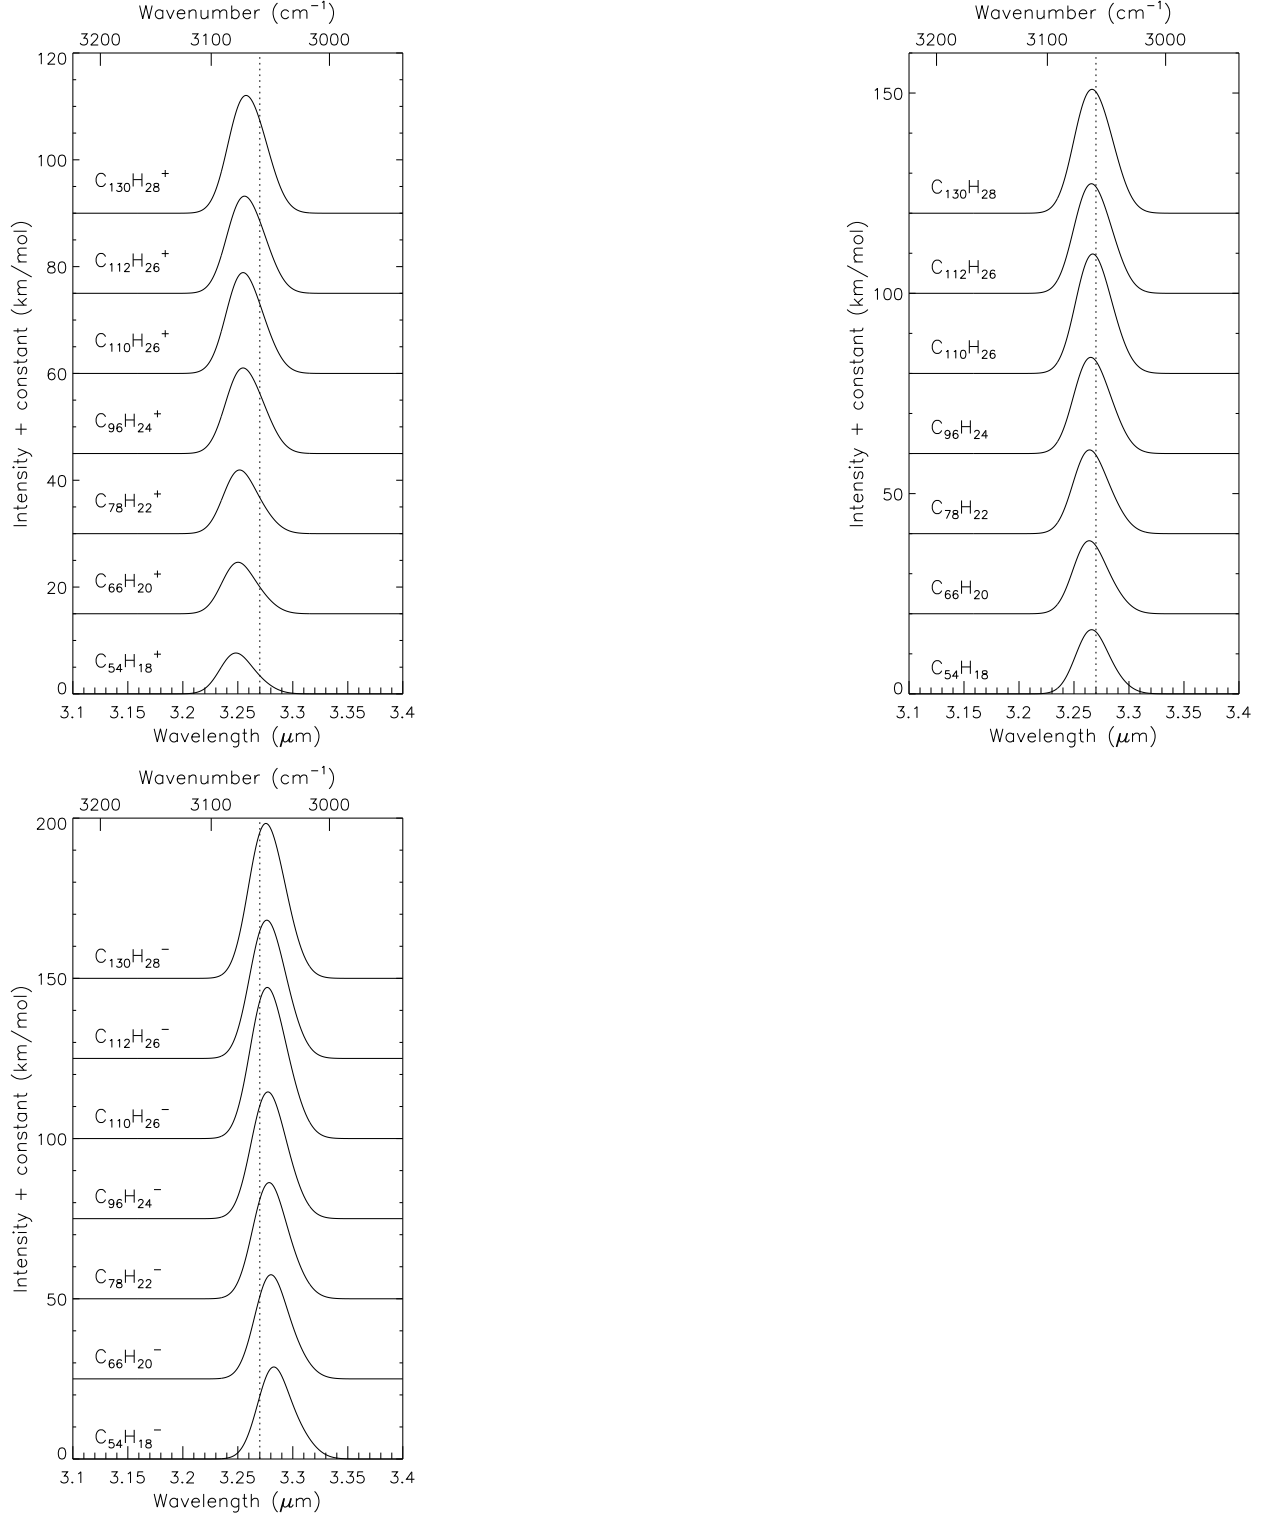 Wavenumber (cm⁻¹)
3200 3100 3000
120
100
80
60
40
20
0
Intensity + constant (km/mol)
C₁₃₀H₂₈⁺
C₁₁₂H₂₆⁺
C₁₁₀H₂₆⁺
C₉₆H₂₄⁺
C₇₈H₂₂⁺
C₆₆H₂₀⁺
C₅₄H₁₈⁺
3.1 3.15 3.2 3.25 3.3 3.35 3.4
Wavelength (μm)
Wavenumber (cm⁻¹)
3200 3100 3000
150
100
50
0
Intensity + constant (km/mol)
C₁₃₀H₂₈
C₁₁₂H₂₆
C₁₁₀H₂₆
C₉₆H₂₄
C₇₈H₂₂
C₆₆H₂₀
C₅₄H₁₈
3.1 3.15 3.2 3.25 3.3 3.35 3.4
Wavelength (μm)
Wavenumber (cm⁻¹)
3200 3100 3000
200
150
100
50
0
Intensity + constant (km/mol)
C₁₃₀H₂₈⁻
C₁₁₂H₂₆⁻
C₁₁₀H₂₆⁻
C₉₆H₂₄⁻
C₇₈H₂₂⁻
C₆₆H₂₀⁻
C₅₄H₁₈⁻
3.1 3.15 3.2 3.25 3.3 3.35 3.4
Wavelength (μm)